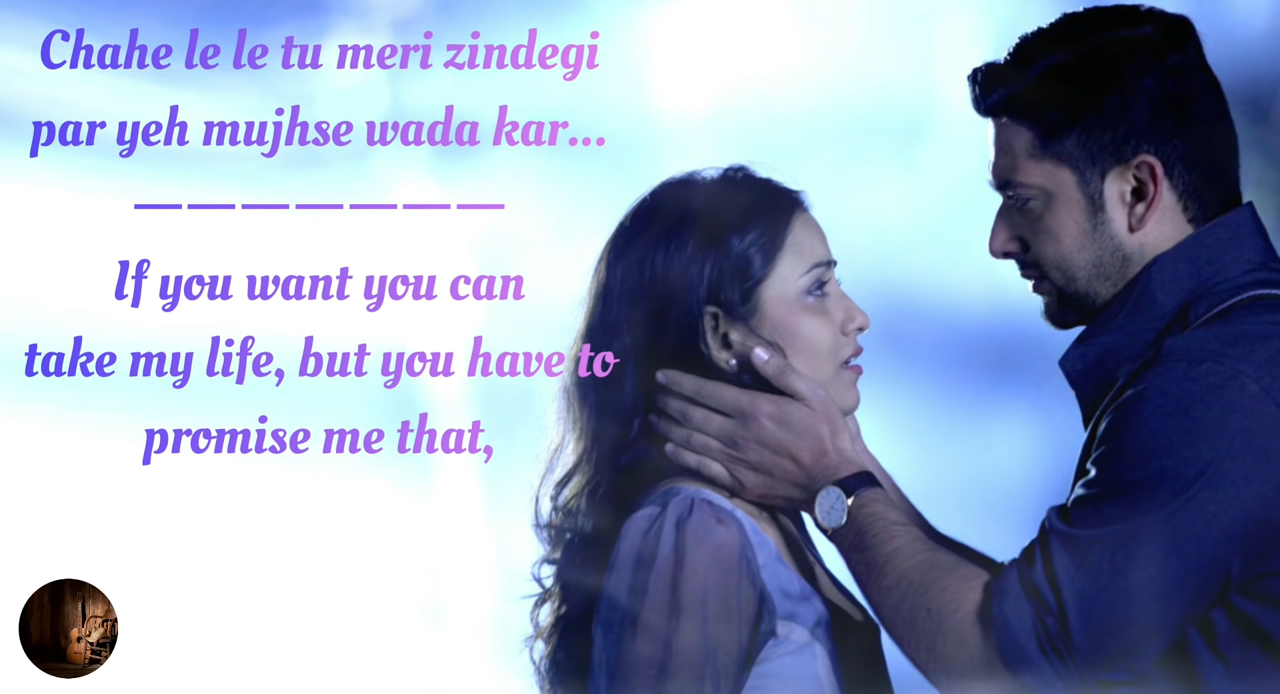 Chahe le le tu meri zindegi
par yeh mujhse wada kar...
———————
If you want you can
take my life, but you have to
promise me that,